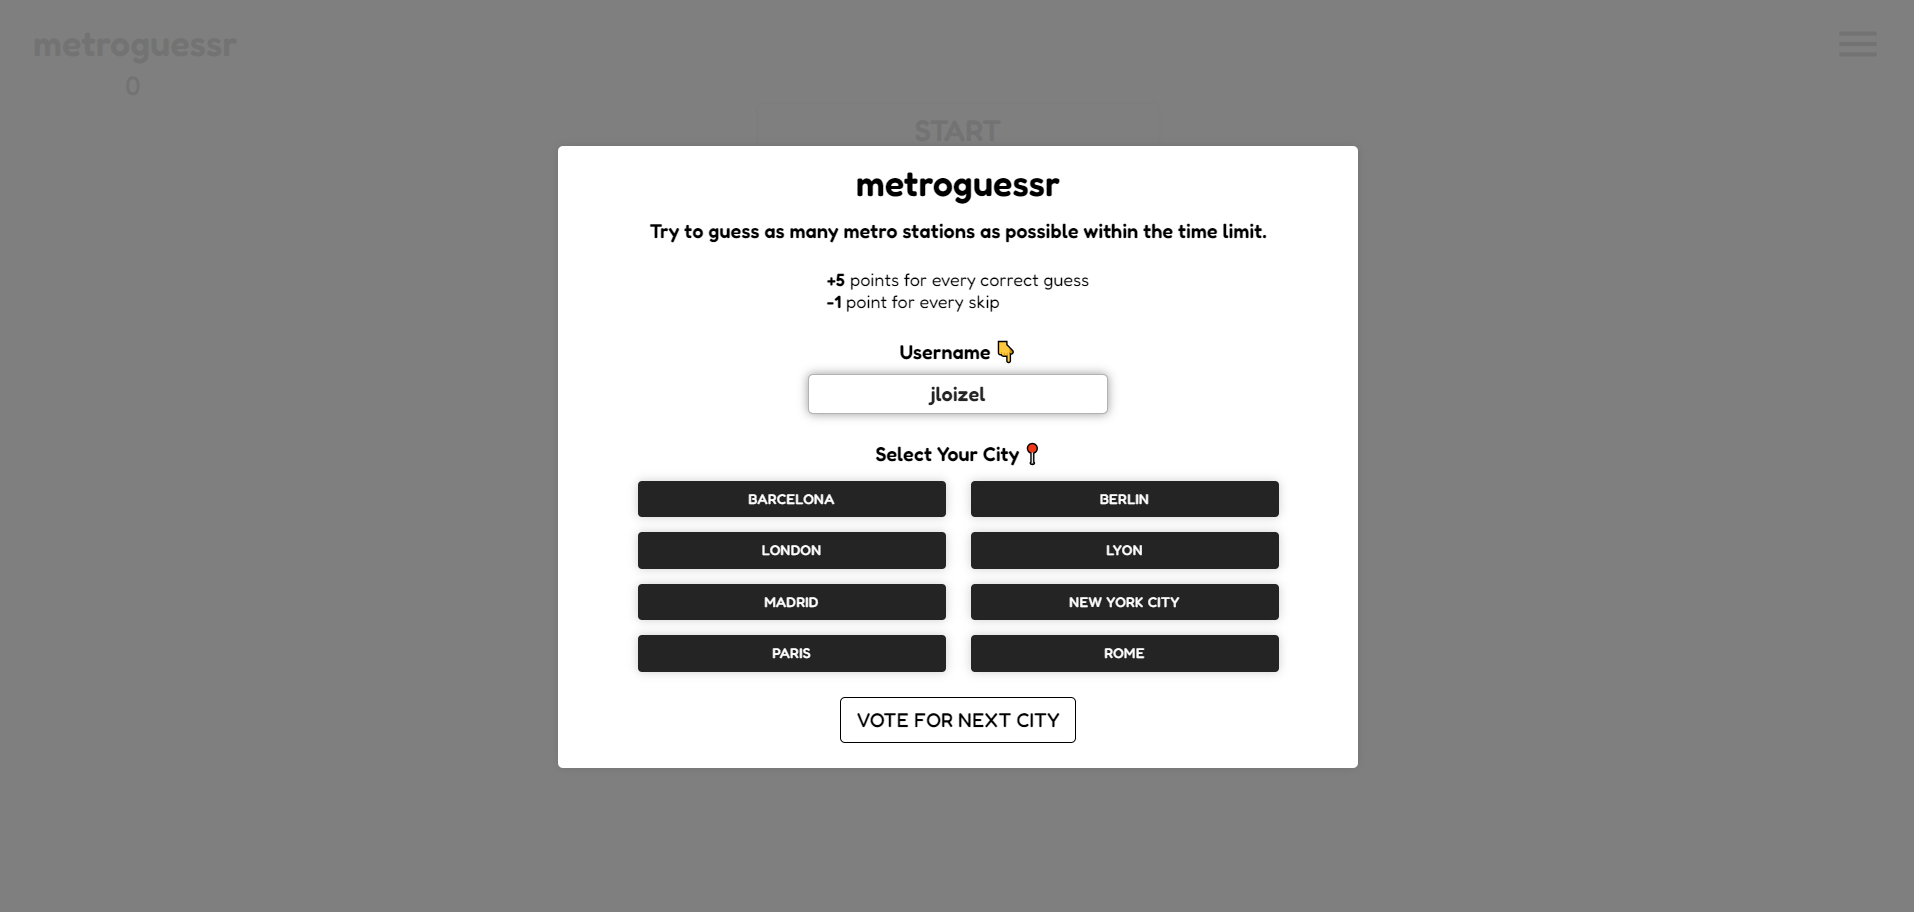 metroguessr
0
START
metroguessr
Try to guess as many metro stations as possible within the time limit.
+5 points for every correct guess
-1 point for every skip
Username 👇
jloizel
Select Your City 📍
BARCELONA
BERLIN
LONDON
LYON
MADRID
NEW YORK CITY
PARIS
ROME
VOTE FOR NEXT CITY